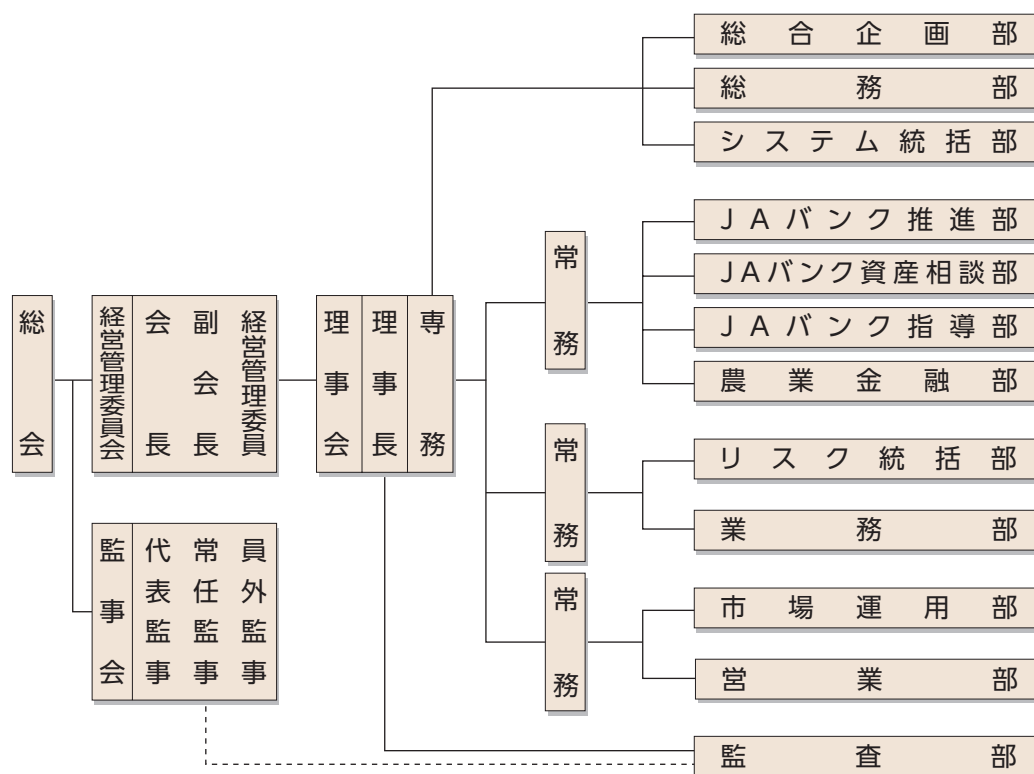 総会
経営管理委員会
会長
副会長
経営管理委員
監事会
代表監事
常任監事
員外監事
理事会
理事長
専務
常務
常務
常務
総合企画部
総務部
システム統括部
JAバンク推進部
JAバンク資産相談部
JAバンク指導部
農業金融部
リスク統括部
業務部
市場運用部
営業部
監査部